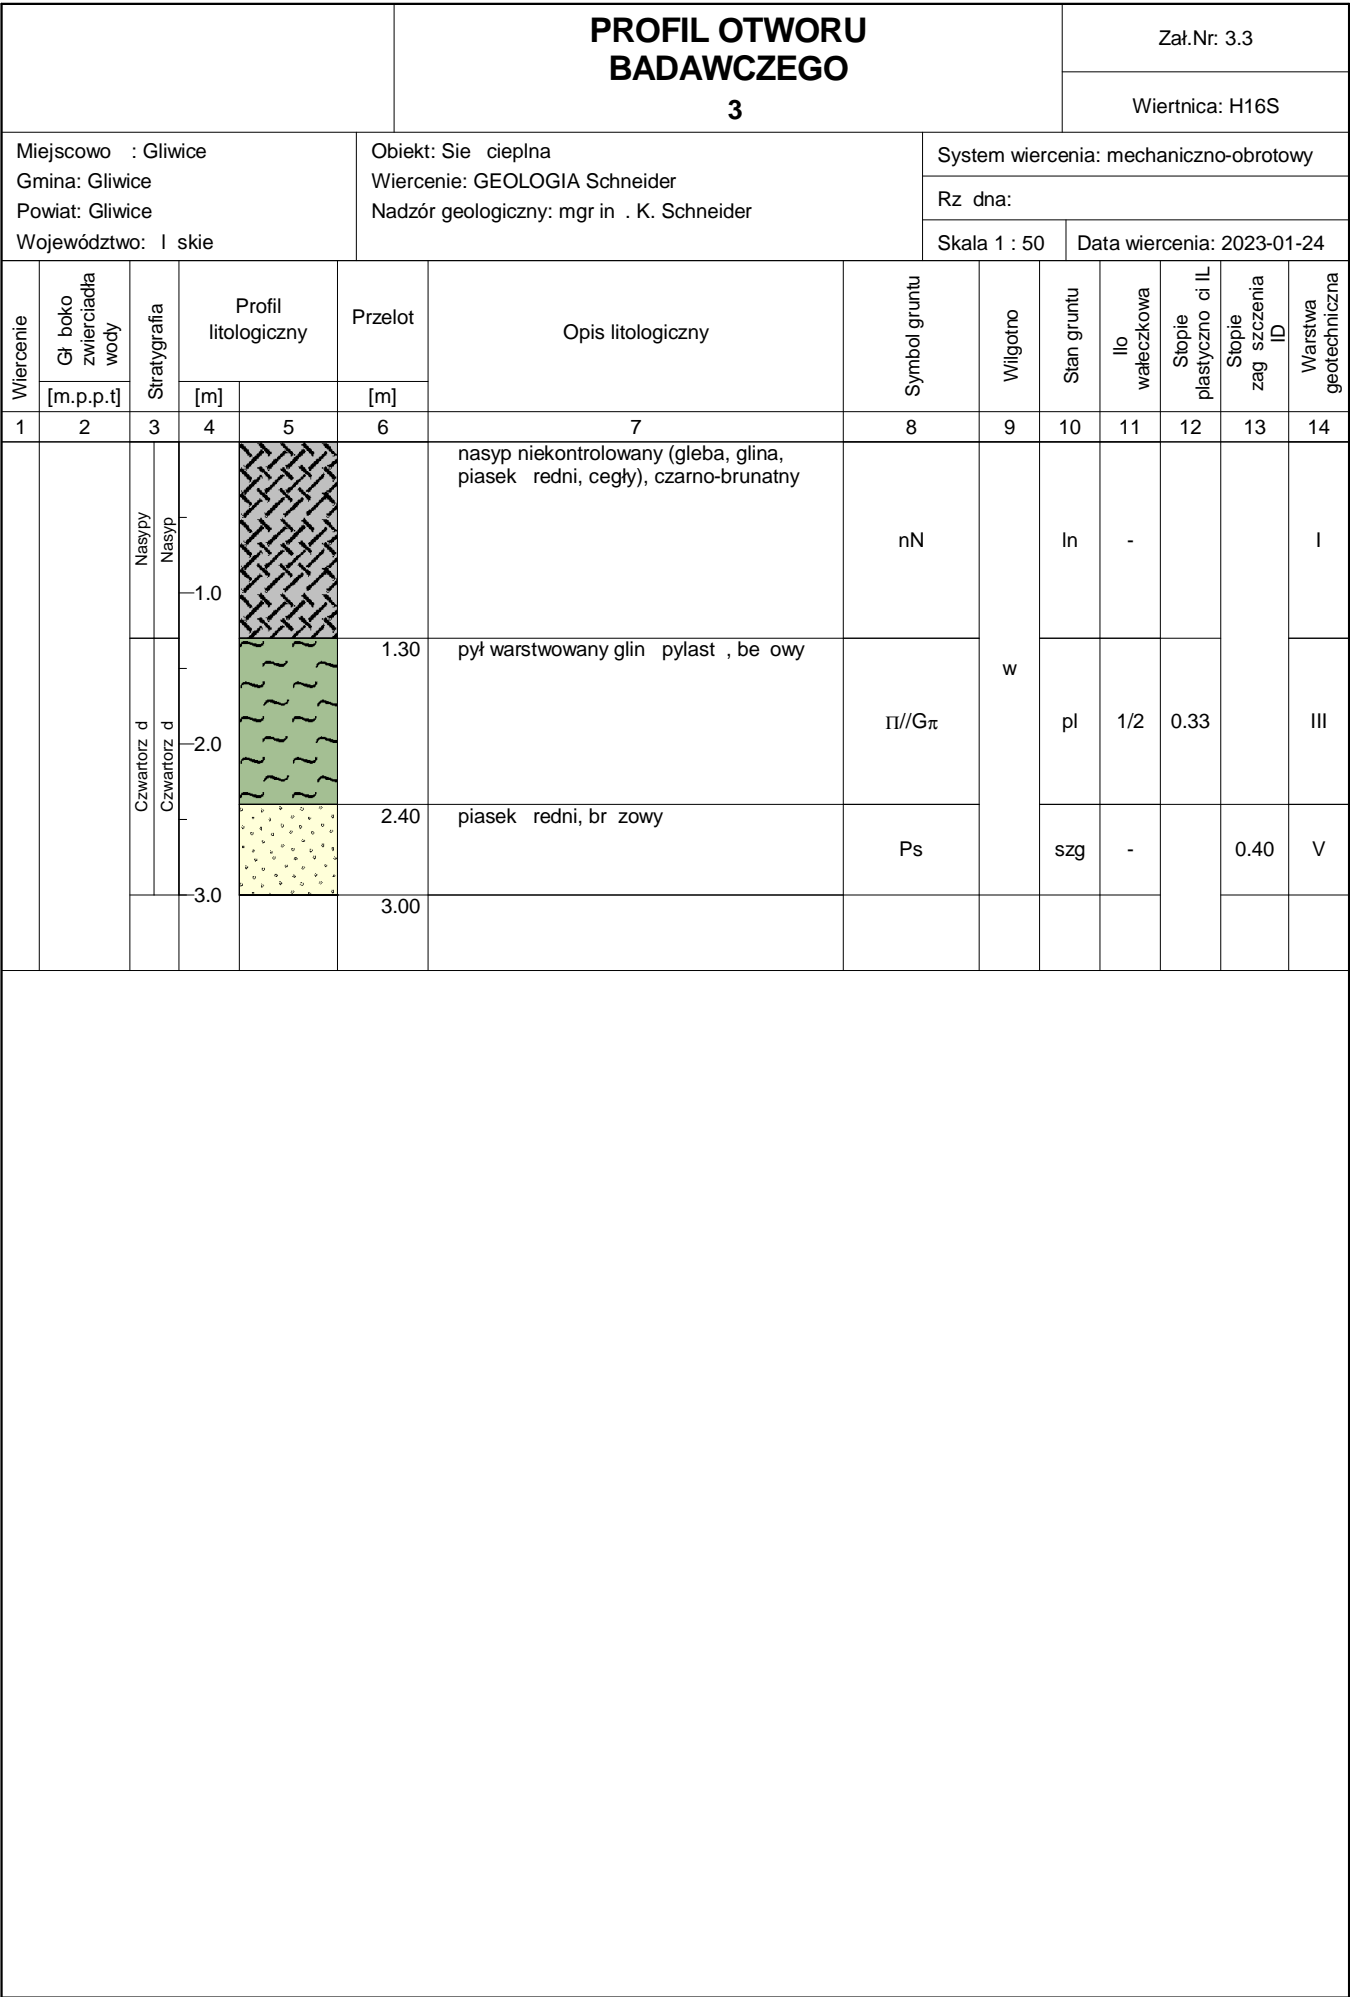 PROFIL OTWORU
BADAWCZEGO
3
Zał.Nr: 3.3
Wiertnica: H16S
Miejscowo : Gliwice
Gmina: Gliwice
Powiat: Gliwice
Województwo: l skie
Obiekt: Sie cieplna
Wiercenie: GEOLOGIA Schneider
Nadzór geologiczny: mgr in . K. Schneider
System wiercenia: mechaniczno-obrotowy
Rz dna:
Skala 1 : 50
Data wiercenia: 2023-01-24
Wiercenie
Gł boko
zwierciadła
wody
[m.p.p.t]
Stratygrafia
Profil
litologiczny
[m]
Przelot
[m]
Opis litologiczny
Symbol gruntu
Wilgotno
Stan gruntu
Ilo
wałeczkowa
Stopie
plastyczno ci IL
Stopie
zag szczenia
ID
Warstwa
geotechniczna
1 2 3 4 5 6 7 8 9 10 11 12 13 14
Nasypy
Nasyp
1.0
nasyp niekontrolowany (gleba, glina,
piasek redni, cegły), czarno-brunatny
nN
ln
-
I
w
Czwartorz d
Czwartorz d
2.0
1.30
pył warstwowany glin pylast , be owy
Π//Gπ
pl
1/2
0.33
III
2.40
piasek redni, br zowy
Ps
szg
-
0.40
V
3.0
3.00